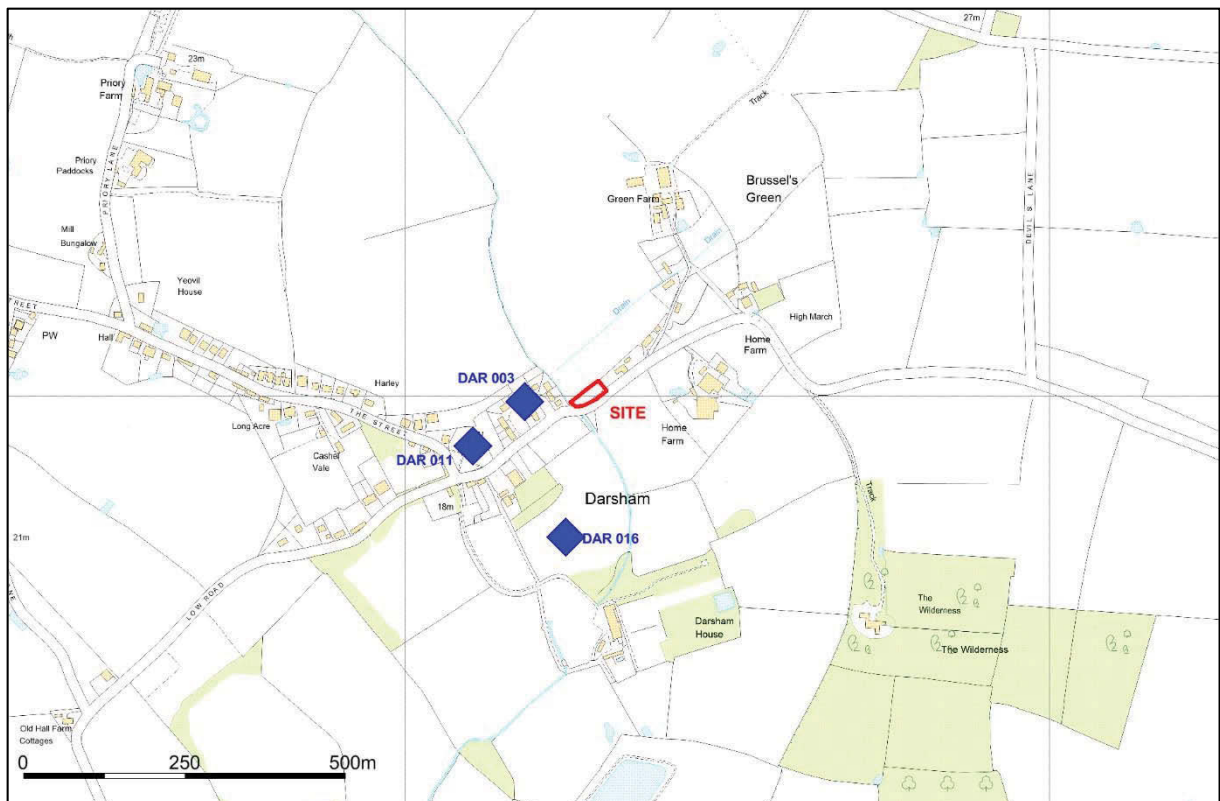 27m
23m
Priory
Farm
Track
PRIORY LANE
Priory
Paddocks
Brussel's
Green
Green Farm
DEVIL S LANE
Mill
Bungalow
Drain
Yeovil
House
STREET
Drain
High March
PW
Hall
Home
Farm
Harley
DAR 003
THE STREET
SITE
Long Acre
Home
Farm
DAR 011
Cashel
Vale
Track
Darsham
18m
21m
DAR 016
LOW ROAD
The
Wilderness
Darsham
House
The Wilderness
Old Hall Farm
Cottages
0 250 500m